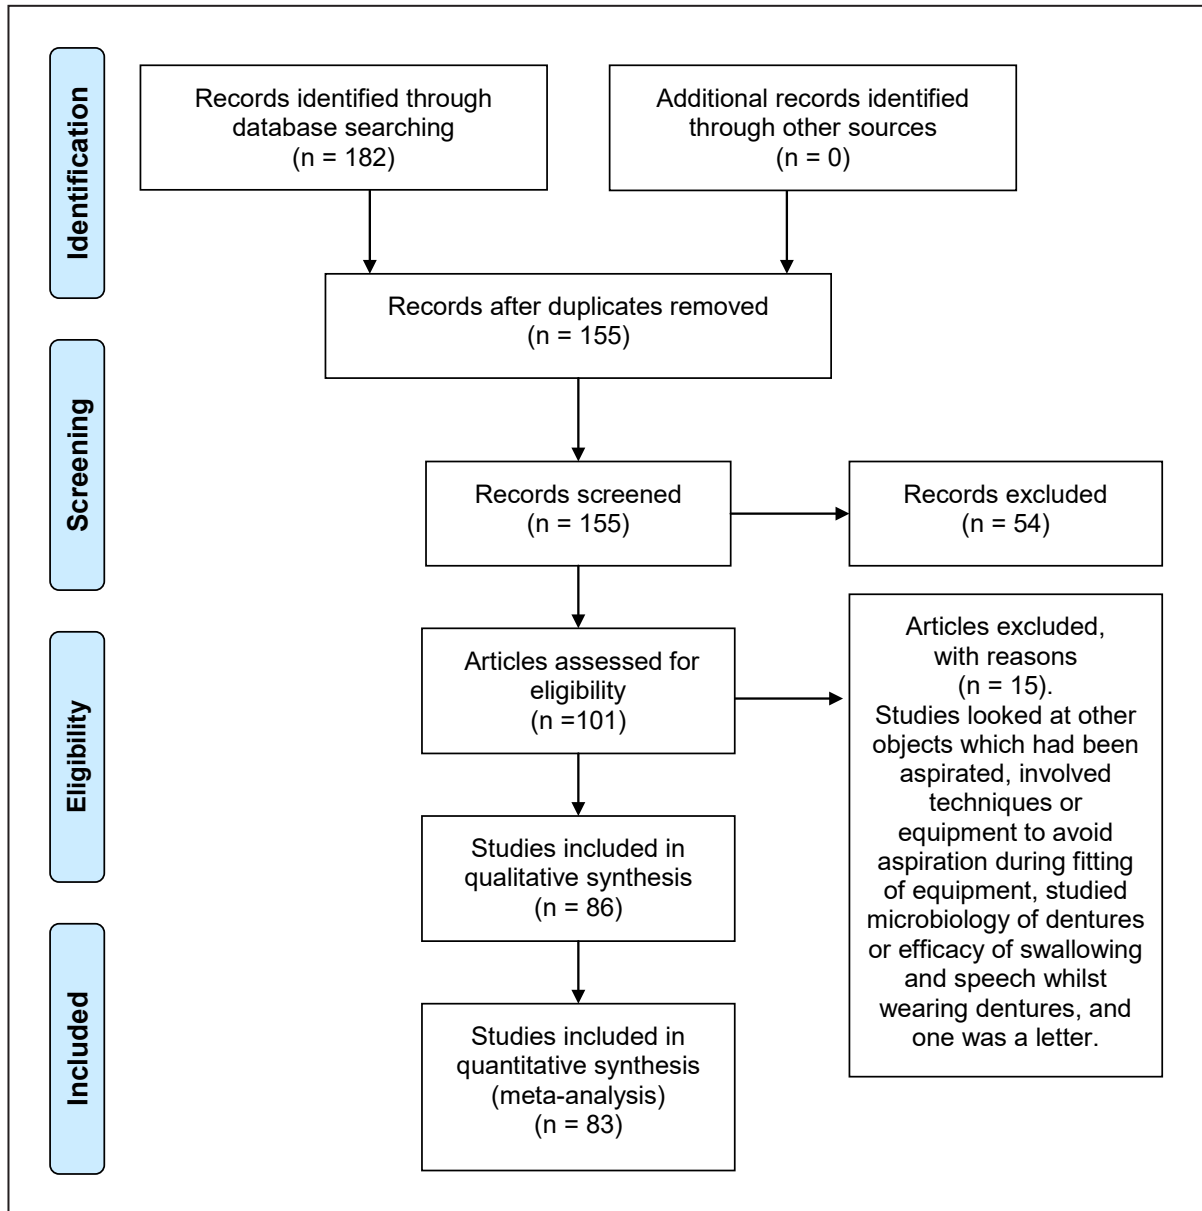 Identification
Records identified through
database searching
(n = 182)
Additional records identified
through other sources
(n = 0)
Records after duplicates removed
(n = 155)
Screening
Records screened
(n = 155)
Records excluded
(n = 54)
Eligibility
Articles assessed for
eligibility
(n =101)
Articles excluded,
with reasons
(n = 15).
Studies looked at other
objects which had been
aspirated, involved
techniques or
equipment to avoid
aspiration during fitting
of equipment, studied
microbiology of dentures
or efficacy of swallowing
and speech whilst
wearing dentures, and
one was a letter.
Studies included in
qualitative synthesis
(n = 86)
Included
Studies included in
quantitative synthesis
(meta-analysis)
(n = 83)